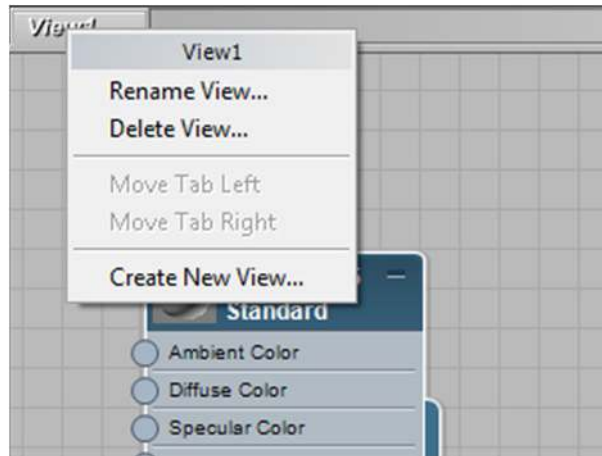 View1
View1
Rename View...
Delete View...
Move Tab Left
Move Tab Right
Create New View...
Standard
Ambient Color
Diffuse Color
Specular Color